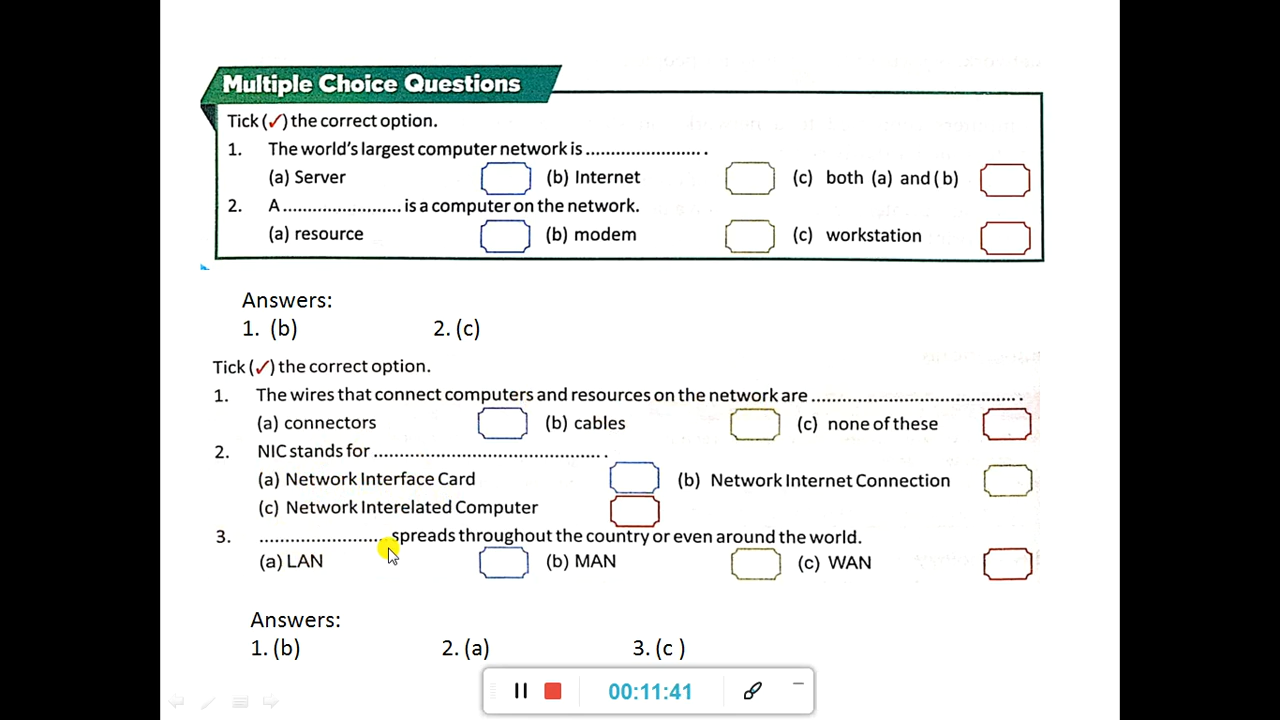 Multiple Choice Questions
Tick (✓) the correct option.
1. The world's largest computer network is ........................ .
(a) Server (b) Internet (c) both (a) and (b)
2. A ........................ is a computer on the network.
(a) resource (b) modem (c) workstation
Answers:
1. (b) 2. (c)
Tick (✓) the correct option.
1. The wires that connect computers and resources on the network are ........................................ .
(a) connectors (b) cables (c) none of these
2. NIC stands for ........................................ .
(a) Network Interface Card (b) Network Internet Connection
(c) Network Interelated Computer
3. ........................ spreads throughout the country or even around the world.
(a) LAN (b) MAN (c) WAN
Answers:
1. (b) 2. (a) 3. (c )
00:11:41